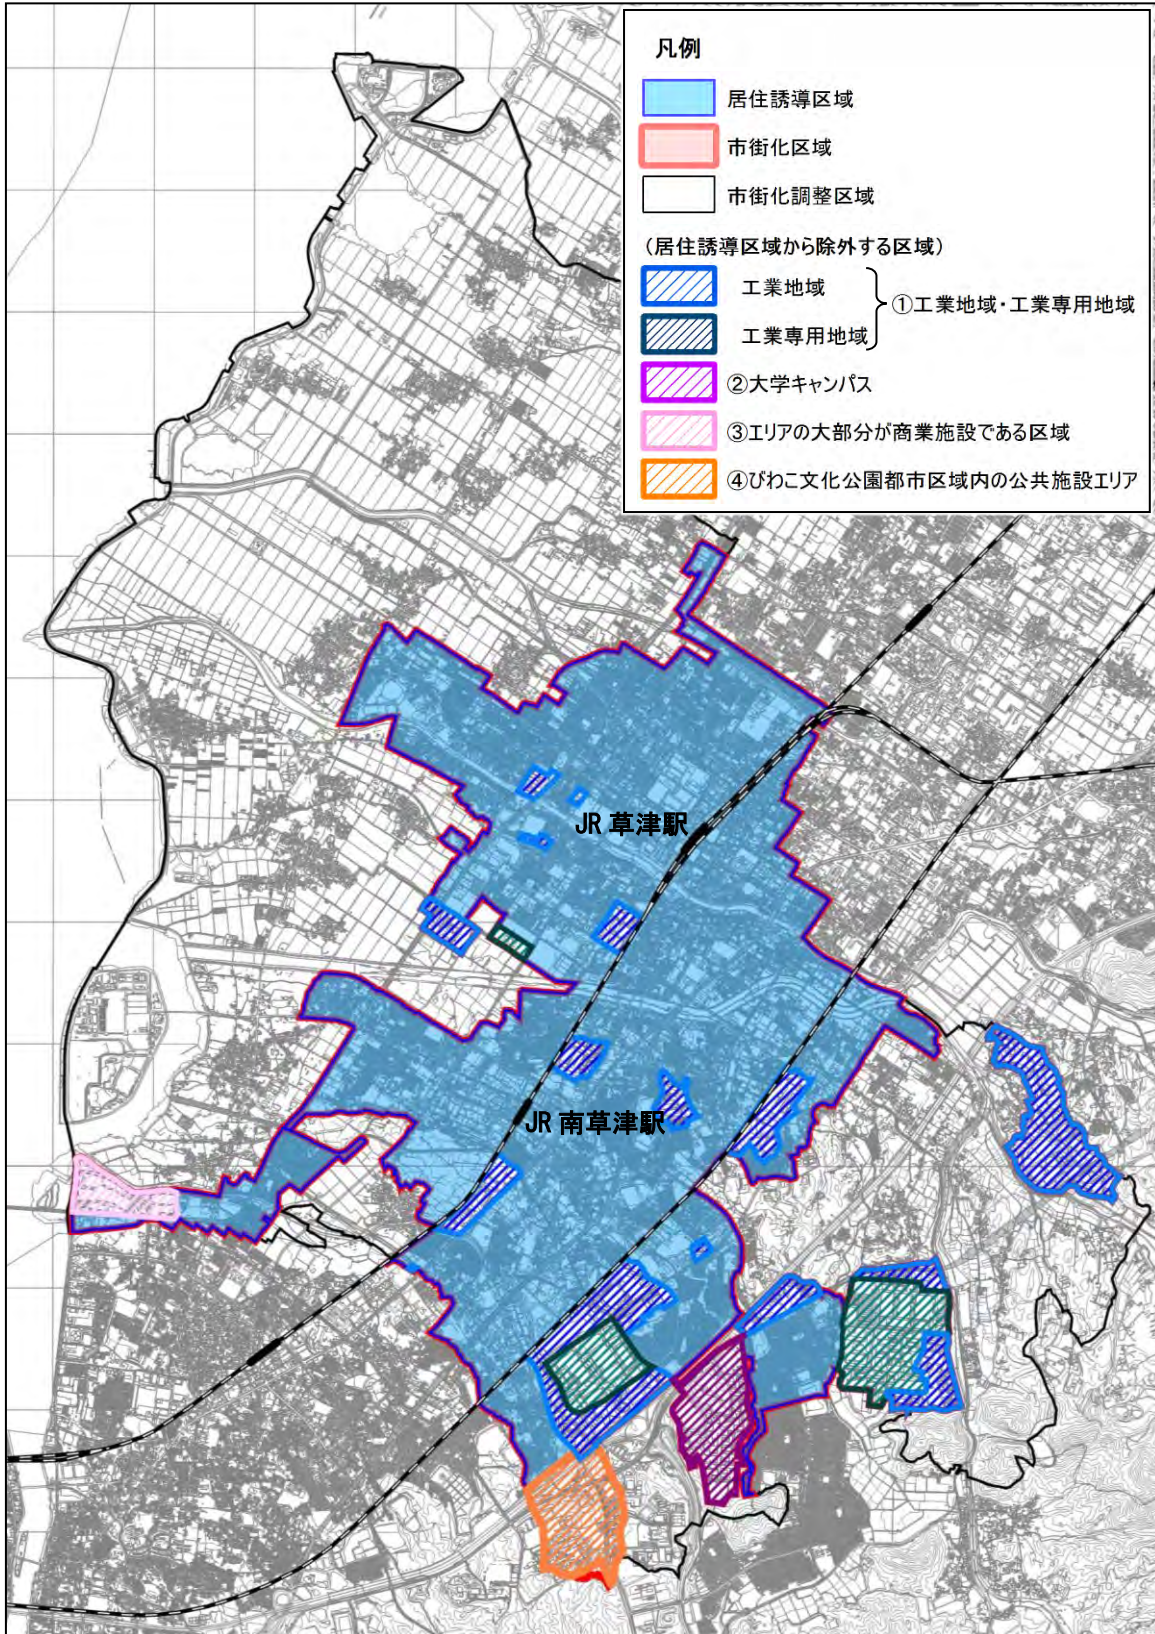 凡例
居住誘導区域
市街化区域
市街化調整区域
(居住誘導区域から除外する区域)
工業地域
①工業地域・工業専用地域
工業専用地域
②大学キャンパス
③エリアの大部分が商業施設である区域
④びわこ文化公園都市区域内の公共施設エリア
JR 草津駅
JR 南草津駅